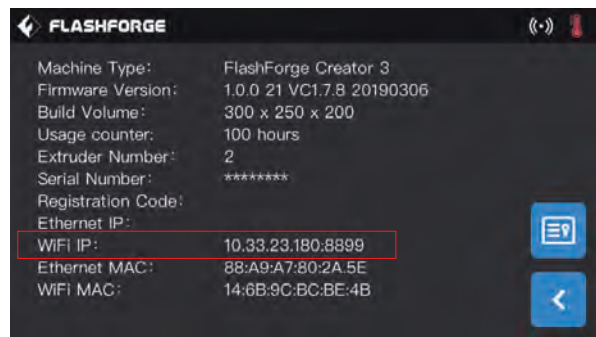 FLASHFORGE
Machine Type: FlashForge Creator 3
Firmware Version: 1.0.0 21 VC1.7.8 20190306
Build Volume: 300 x 250 x 200
Usage counter: 100 hours
Extruder Number: 2
Serial Number: ********
Registration Code:
Ethernet IP:
WiFi IP: 10.33.23.180:8899
Ethernet MAC: 88:A9:A7:80:2A.5E
WiFi MAC: 14:6B:9C:BC:BE:4B